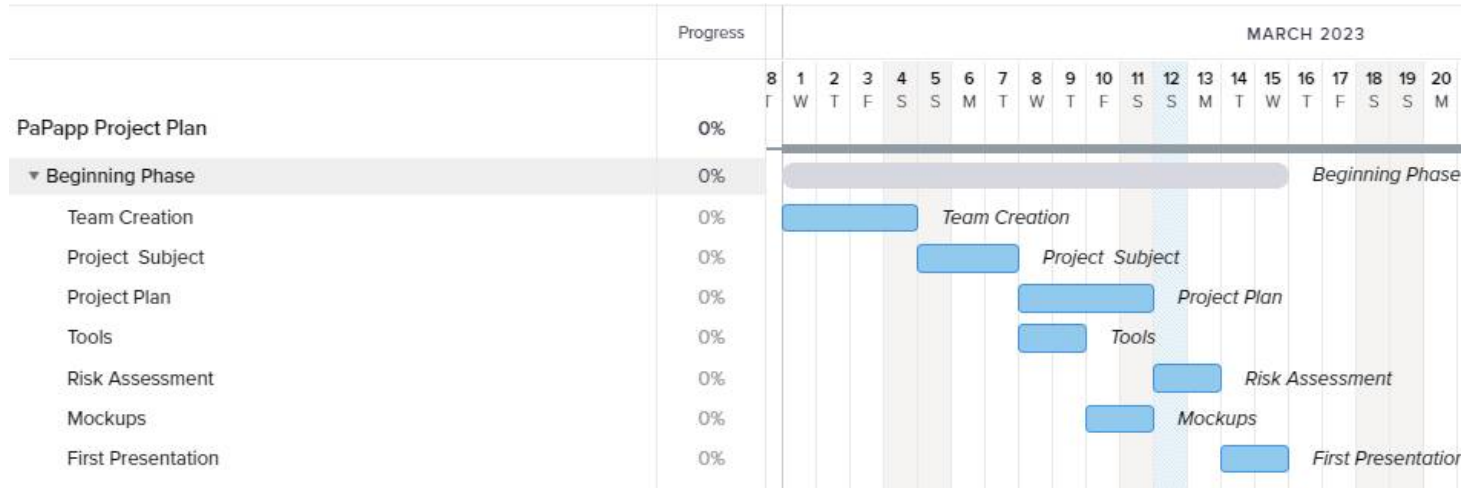 Progress
MARCH 2023
8 1 2 3 4 5 6 7 8 9 10 11 12 13 14 15 16 17 18 19 20
T W T F S S M T W T F S S M T W T F S S M
PaPapp Project Plan 0%
Beginning Phase 0% Beginning Phase
Team Creation 0% Team Creation
Project Subject 0% Project Subject
Project Plan 0% Project Plan
Tools 0% Tools
Risk Assessment 0% Risk Assessment
Mockups 0% Mockups
First Presentation 0% First Presentation